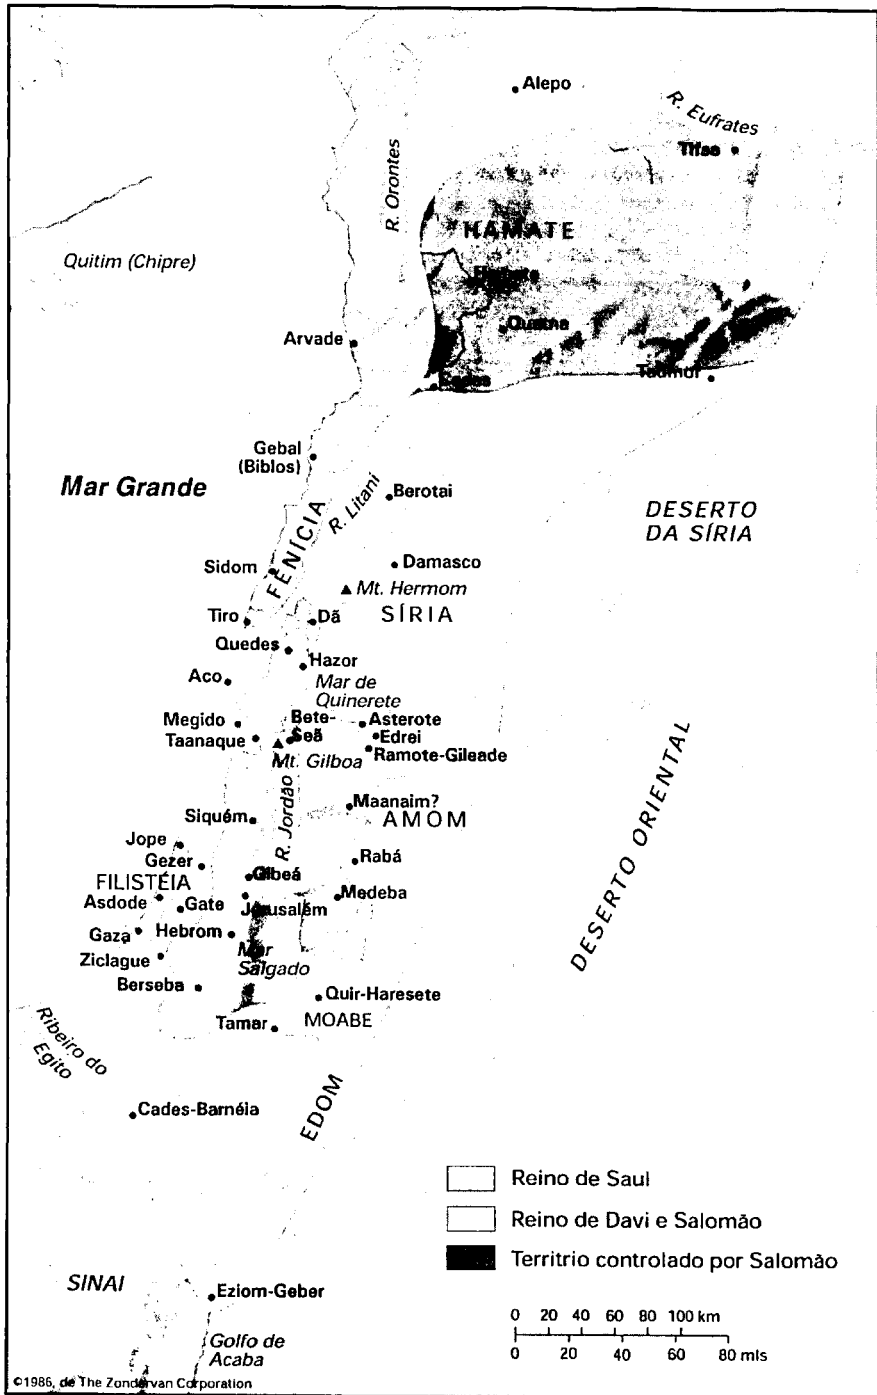 Alepo
R. Eufrates
Tifsa
R. Orontes
HAMATE
Quitim (Chipre)
Hamate
Quatna
Arvade
Tadmor
Gebal
(Biblos)
Mar Grande
R. Litani
Berotai
DESERTO
DA SÍRIA
FENÍCIA
Damasco
Sidom
Mt. Hermom
Tiro
Dã
SÍRIA
Quedes
Hazor
Aco
Mar de
Quinerete
Megido
Bete-
Seã
Asterote
Taanaque
Edrei
Mt. Gilboa
Ramote-Gileade
DESERTO ORIENTAL
R. Jordão
Maanaim?
Siquém
AMOM
Jope
Gezer
Rabá
FILISTÉIA
Gibeá
Asdode
Gate
Jerusalém
Medeba
Gaza
Hebrom
Mar
Salgado
Ziclague
Berseba
Quir-Haresete
Tamar
MOABE
Ribeiro do
Egito
EDOM
Cades-Barnéia
Reino de Saul
Reino de Davi e Salomão
Territrio controlado por Salomão
SINAI
Eziom-Geber
0 20 40 60 80 100 km
0 20 40 60 80 mls
Golfo de
Acaba
©1986, de The Zondervan Corporation